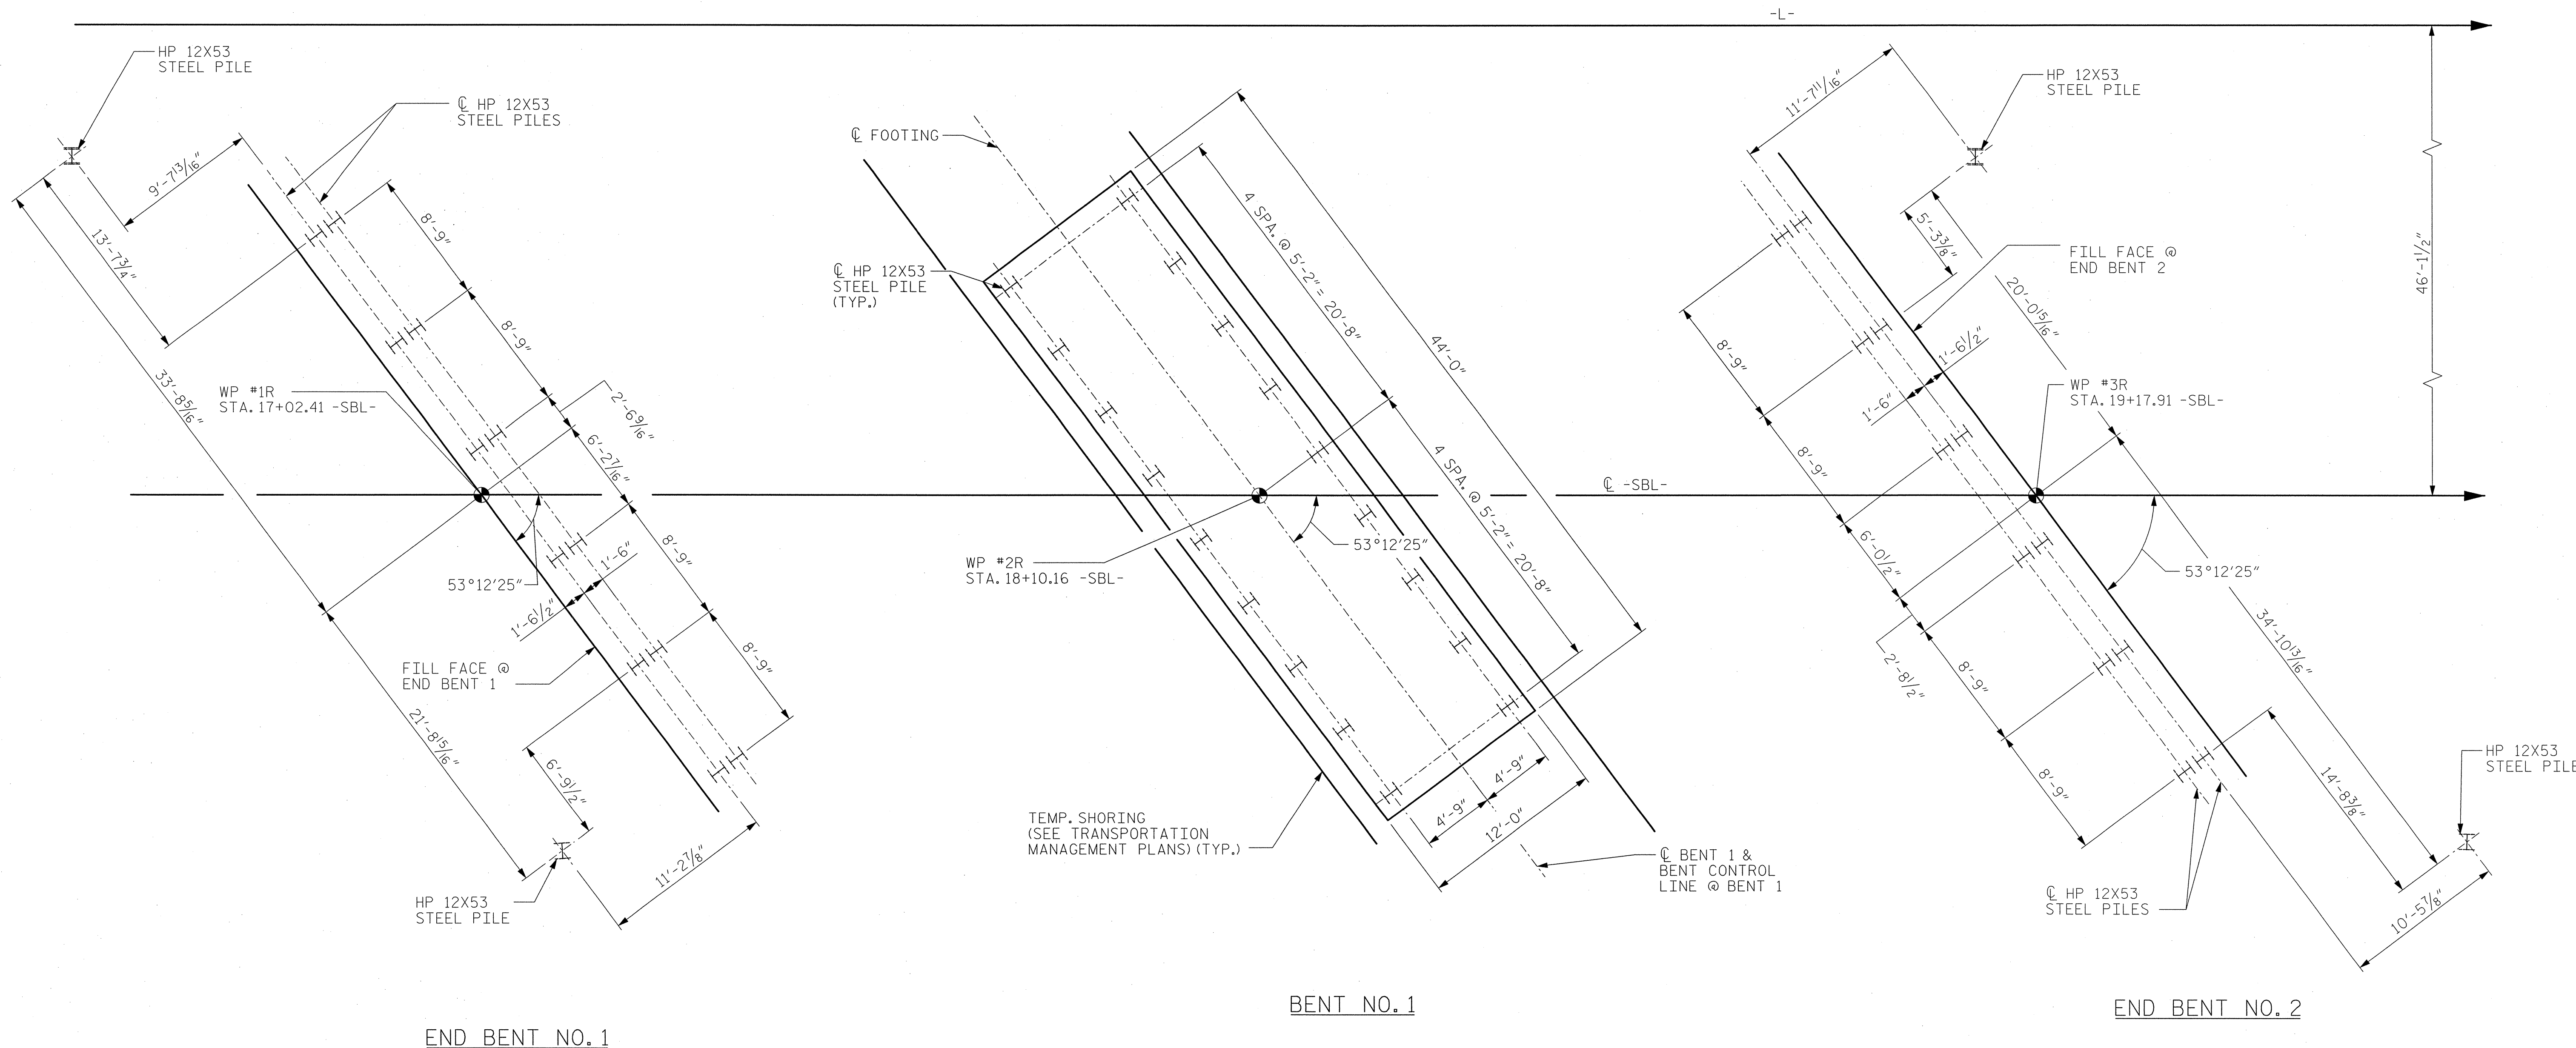 -L-
HP 12X53
STEEL PILE
℄ HP 12X53
STEEL PILES
9'-7 13/16"
13'-7 3/4"
33'-8 5/16"
8'-9"
8'-9"
2'-6 9/16"
6'-2 7/16"
8'-9"
8'-9"
WP #1R
STA. 17+02.41 -SBL-
53°12'25"
1'-6"
1'-6 1/2"
FILL FACE @
END BENT 1
21'-8 15/16"
6'-9 1/2"
11'-2 7/8"
HP 12X53
STEEL PILE
END BENT NO. 1
℄ FOOTING
℄ HP 12X53
STEEL PILE
(TYP.)
4 SPA. @ 5'-2" = 20'-8"
44'-0"
4 SPA. @ 5'-2" = 20'-8"
WP #2R
STA. 18+10.16 -SBL-
53°12'25"
TEMP. SHORING
(SEE TRANSPORTATION
MANAGEMENT PLANS) (TYP.)
4'-9"
4'-9"
12'-0"
℄ BENT 1 &
BENT CONTROL
LINE @ BENT 1
BENT NO. 1
11'-7 11/16"
HP 12X53
STEEL PILE
5'-3 3/8"
20'-0 15/16"
FILL FACE @
END BENT 2
46'-1 1/2"
1'-6 1/2"
1'-6"
8'-9"
8'-9"
WP #3R
STA. 19+17.91 -SBL-
℄ -SBL-
6'-0 1/2"
2'-8 1/2"
53°12'25"
8'-9"
8'-9"
34'-10 13/16"
14'-8 3/8"
HP 12X53
STEEL PILE
10'-5 7/8"
℄ HP 12X53
STEEL PILES
END BENT NO. 2